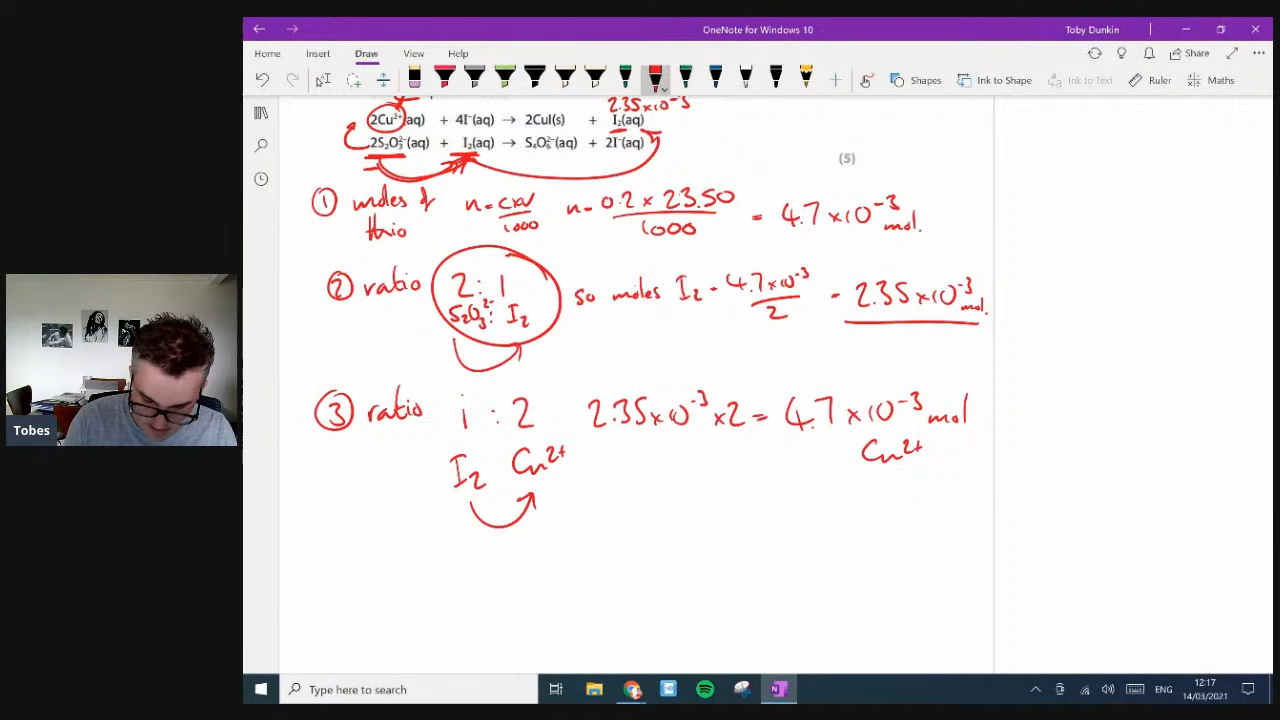 OneNote for Windows 10
Toby Dunkin
Home Insert Draw View Help
Share
Shapes Ink to Shape Ink to Text Ruler Maths
2.35×10⁻³
2Cu²⁺(aq) + 4I⁻(aq) → 2CuI(s) + I₂(aq)
2S₂O₃²⁻(aq) + I₂(aq) → S₄O₆²⁻(aq) + 2I⁻(aq)
(5)
① moles of thio n = cxv/1000 n = 0.2 × 23.50/1000 = 4.7×10⁻³ mol.
② ratio 2 : 1 so moles I₂ = 4.7×10⁻³/2 = 2.35×10⁻³ mol.
S₂O₃²⁻ : I₂
③ ratio 1 : 2 2.35×10⁻³×2 = 4.7×10⁻³ mol
I₂ Cu²⁺ Cu²⁺
Tobes
Type here to search
ENG
12:17
14/03/2021